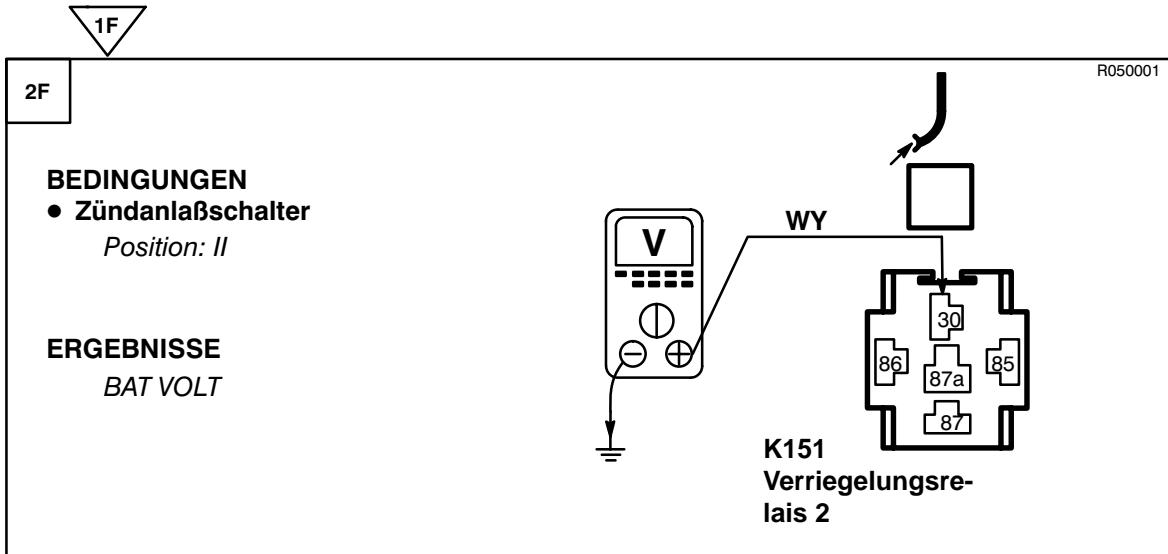 1F
2F
R050001
BEDINGUNGEN
● Zündanlaßschalter
Position: II
ERGEBNISSE
BAT VOLT
V
WY
30
86
87a
85
87
K151
Verriegelungsre-
lais 2